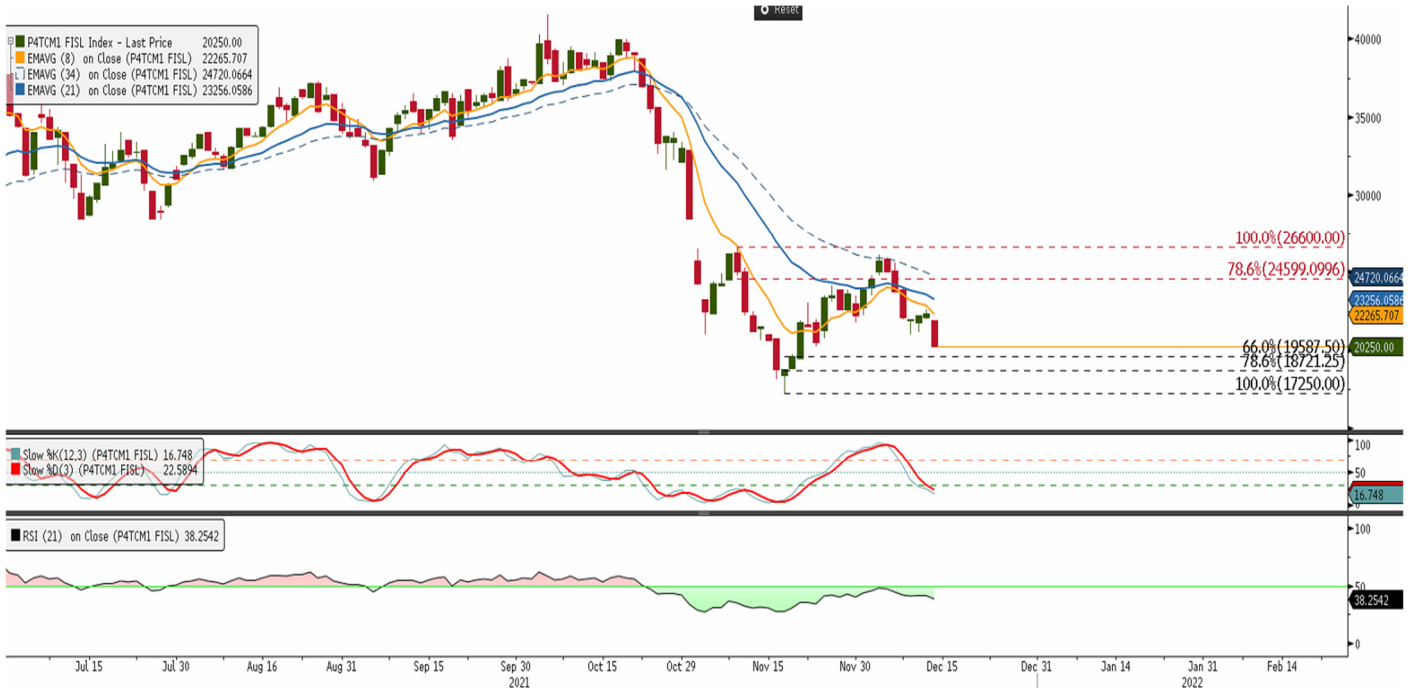 Reset
P4TCM1 FISL Index - Last Price 20250.00
EMAVG (8) on Close (P4TCM1 FISL) 22265.707
EMAVG (34) on Close (P4TCM1 FISL) 24720.0664
EMAVG (21) on Close (P4TCM1 FISL) 23256.0586
40000
35000
30000
100.0%(26600.00)
78.6%(24599.0996)
24720.0664
23256.0586
22265.707
66.0%(19587.50)
20250.00
78.6%(18721.25)
100.0%(17250.00)
Slow %K(12,3) (P4TCM1 FISL) 16.748
Slow %D(3) (P4TCM1 FISL) 22.5894
100
50
16.748
0
RSI (21) on Close (P4TCM1 FISL) 38.2542
100
50
38.2542
0
Jul 15 Jul 30 Aug 16 Aug 31 Sep 15 Sep 30 Oct 15 Oct 29 Nov 15 Nov 30 Dec 15 Dec 31 Jan 14 Jan 31 Feb 14
2021 2022